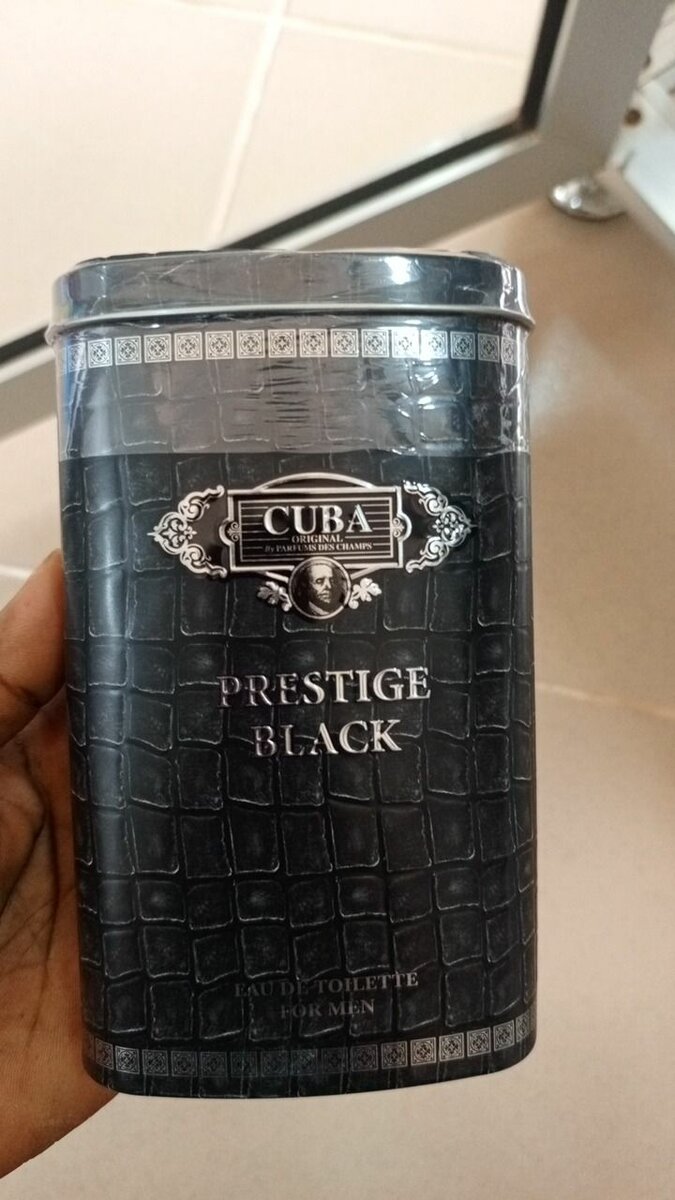 CUBA
ORIGINAL
By PARFUMS DES CHAMPS
PRESTIGE
BLACK
EAU DE TOILETTE
FOR MEN